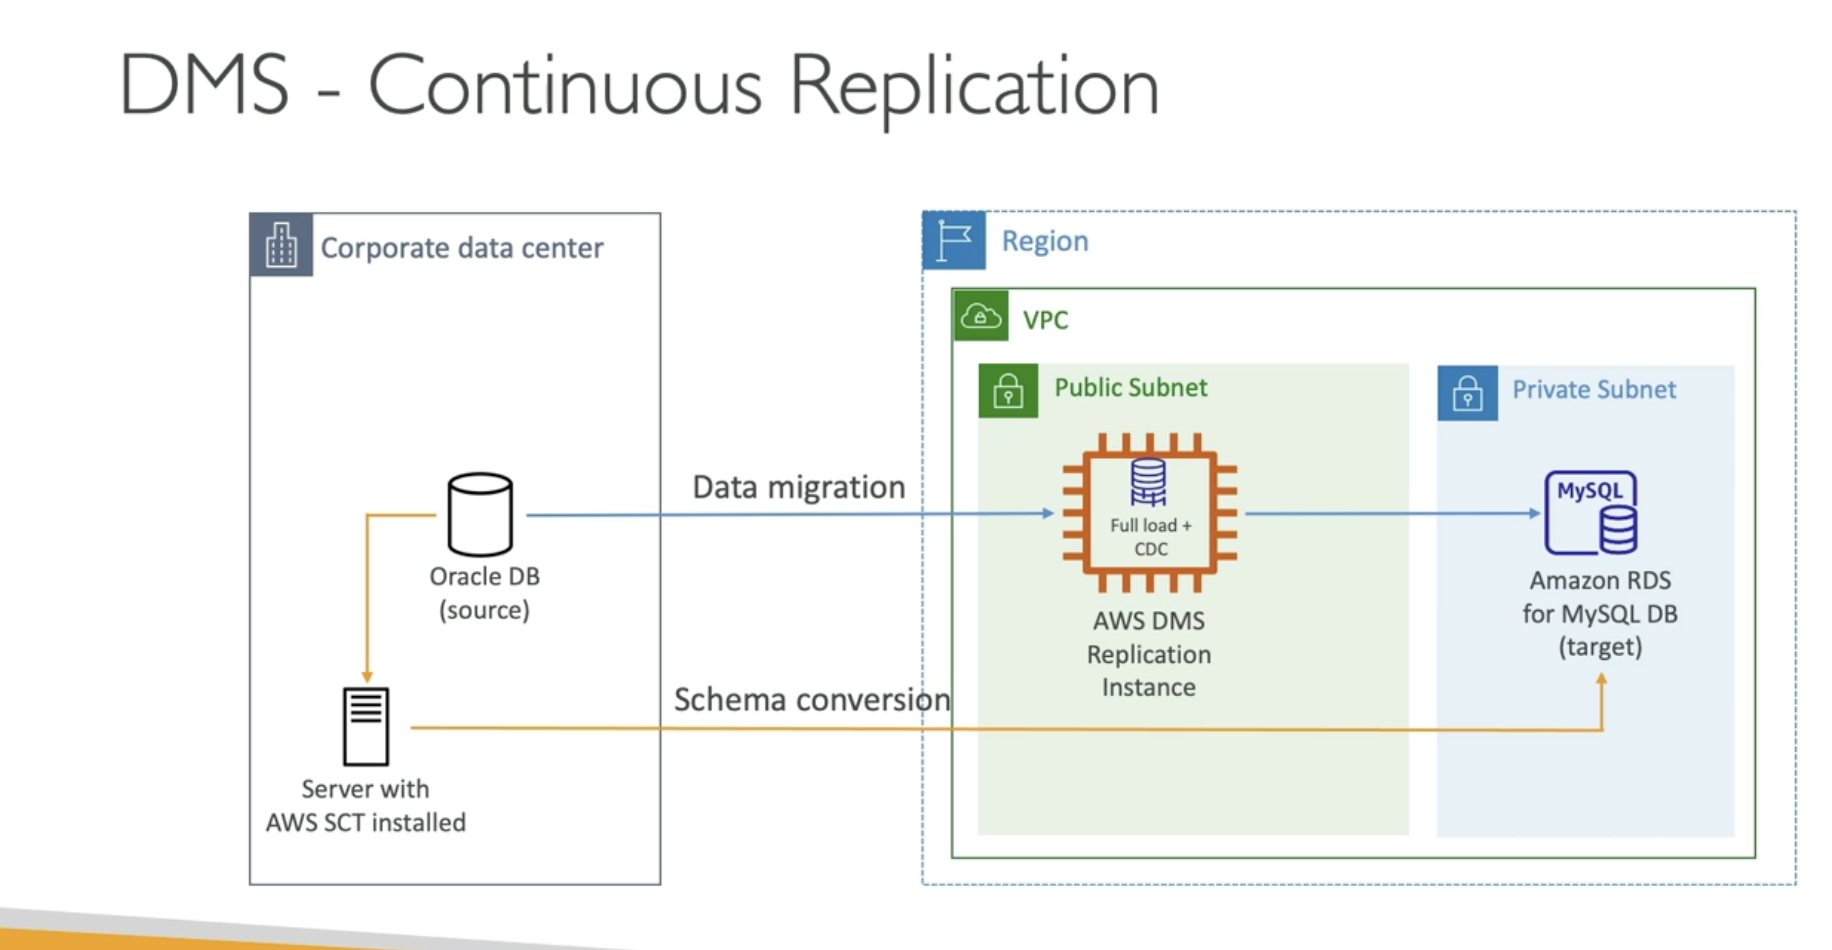 DMS - Continuous Replication
Corporate data center
Oracle DB
(source)
Server with
AWS SCT installed
Data migration
Schema conversion
Region
VPC
Public Subnet
Full load +
CDC
AWS DMS
Replication
Instance
Private Subnet
MySQL
Amazon RDS
for MySQL DB
(target)